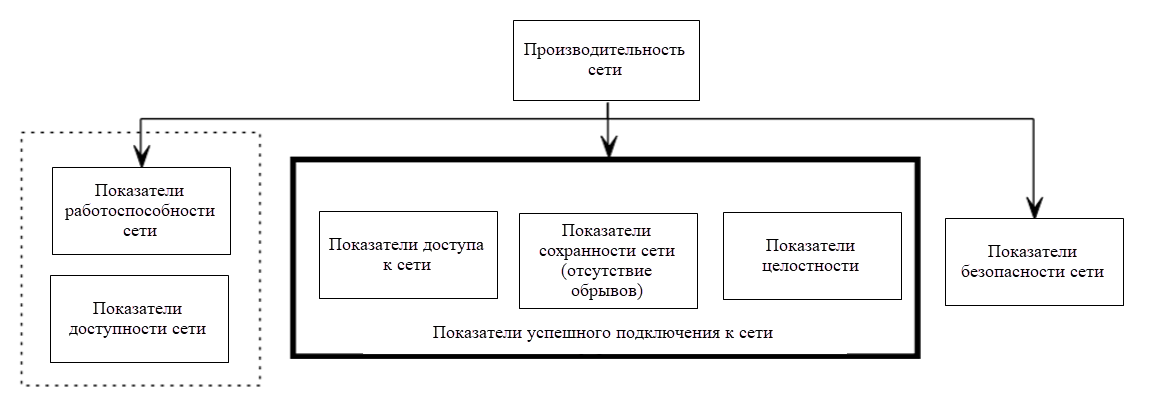 Производительность
сети
Показатели
работоспособности
сети
Показатели
доступности сети
Показатели доступа
к сети
Показатели
сохранности сети
(отсутствие
обрывов)
Показатели
целостности
Показатели успешного подключения к сети
Показатели
безопасности сети